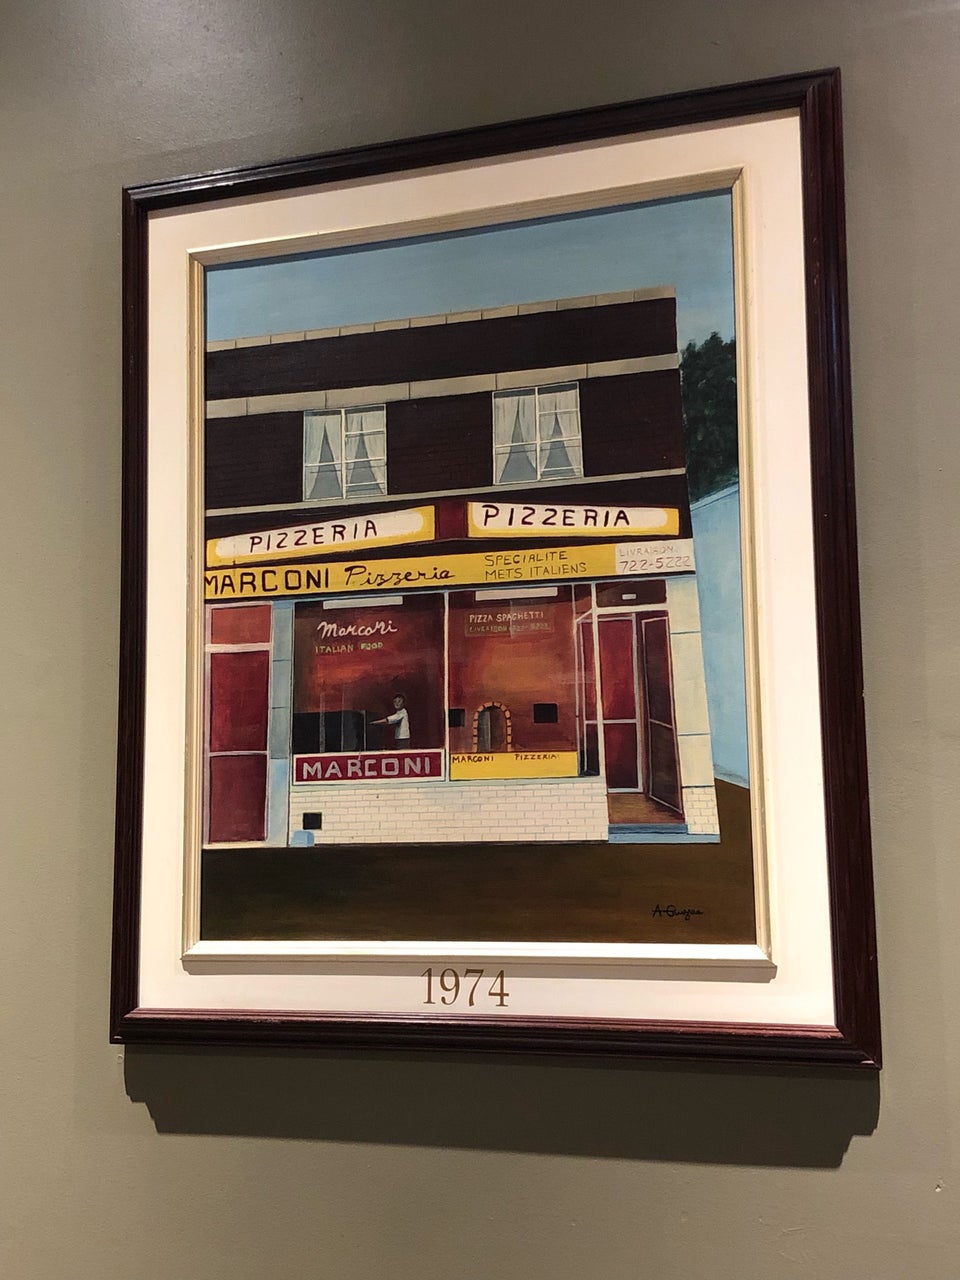 PIZZERIA
PIZZERIA
MARCONI Pizzeria
SPECIALITE
METS ITALIENS
LIVRAISON
722-5222
Marconi
ITALIAN FOOD
PIZZA SPAGHETTI
LIVRAISON
MARCONI
MARCONI PIZZERIA
1974